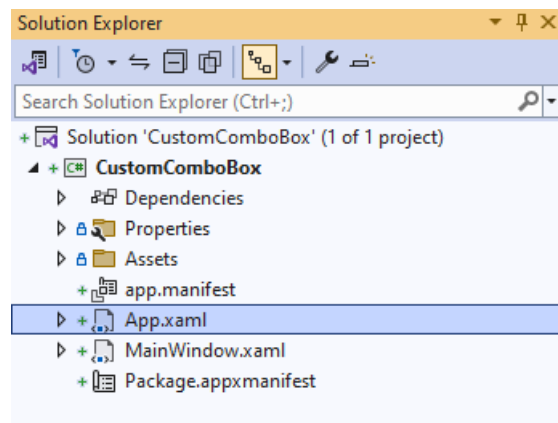 Solution Explorer
Search Solution Explorer (Ctrl+;)
Solution 'CustomComboBox' (1 of 1 project)
C# CustomComboBox
Dependencies
Properties
Assets
app.manifest
App.xaml
MainWindow.xaml
Package.appxmanifest